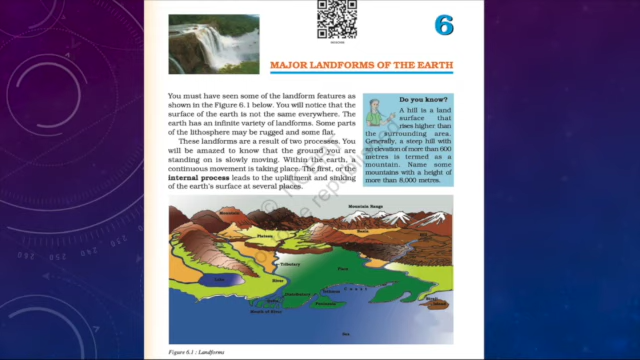 6
MAJOR LANDFORMS OF THE EARTH
You must have seen some of the landform features as
shown in the Figure 6.1 below. You will notice that the
surface of the earth is not the same everywhere. The
earth has an infinite variety of landforms. Some parts
of the lithosphere may be rugged and some flat.
These landforms are a result of two processes. You
will be amazed to know that the ground you are
standing on is slowly moving. Within the earth, a
continuous movement is taking place. The first, or the
internal process leads to the upliftment and sinking
of the earth's surface at several places.
Do you know?
A hill is a land
surface that
rises higher than
the surrounding area.
Generally, a steep hill with
an elevation of more than 600
metres is termed as a
mountain. Name some
mountains with a height of
more than 8,000 metres.
Mountain Range
Plateau
Tributary
Lake
River
Sea
Figure 6.1 : Landforms